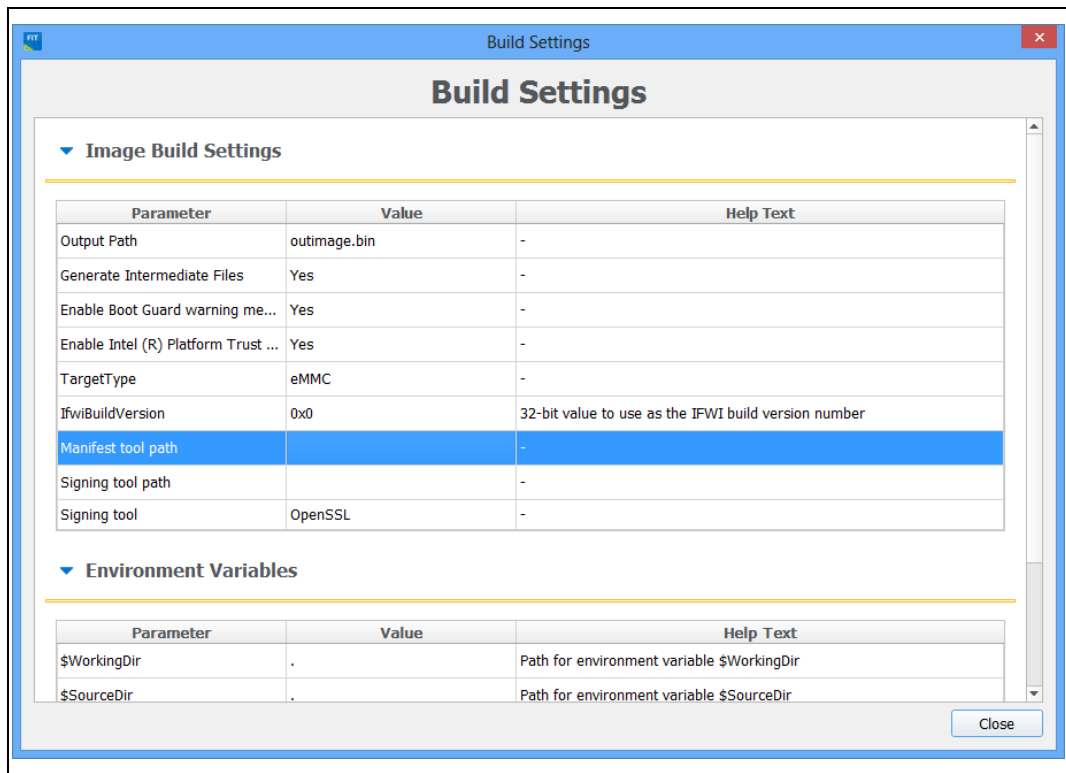 FIT
Build Settings
Build Settings
Image Build Settings
Parameter Value Help Text
Output Path outimage.bin -
Generate Intermediate Files Yes -
Enable Boot Guard warning me... Yes -
Enable Intel (R) Platform Trust ... Yes -
TargetType eMMC -
IfwiBuildVersion 0x0 32-bit value to use as the IFWI build version number
Manifest tool path -
Signing tool path -
Signing tool OpenSSL -
Environment Variables
Parameter Value Help Text
$WorkingDir . Path for environment variable $WorkingDir
$SourceDir . Path for environment variable $SourceDir
Close